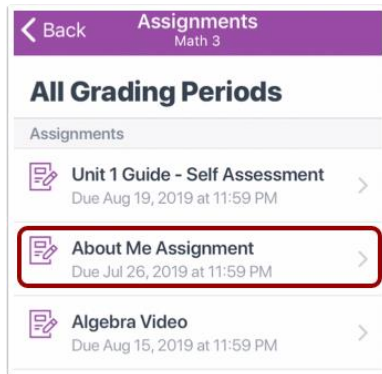 Back
Assignments
Math 3
All Grading Periods
Assignments
Unit 1 Guide - Self Assessment
Due Aug 19, 2019 at 11:59 PM
About Me Assignment
Due Jul 26, 2019 at 11:59 PM
Algebra Video
Due Aug 15, 2019 at 11:59 PM